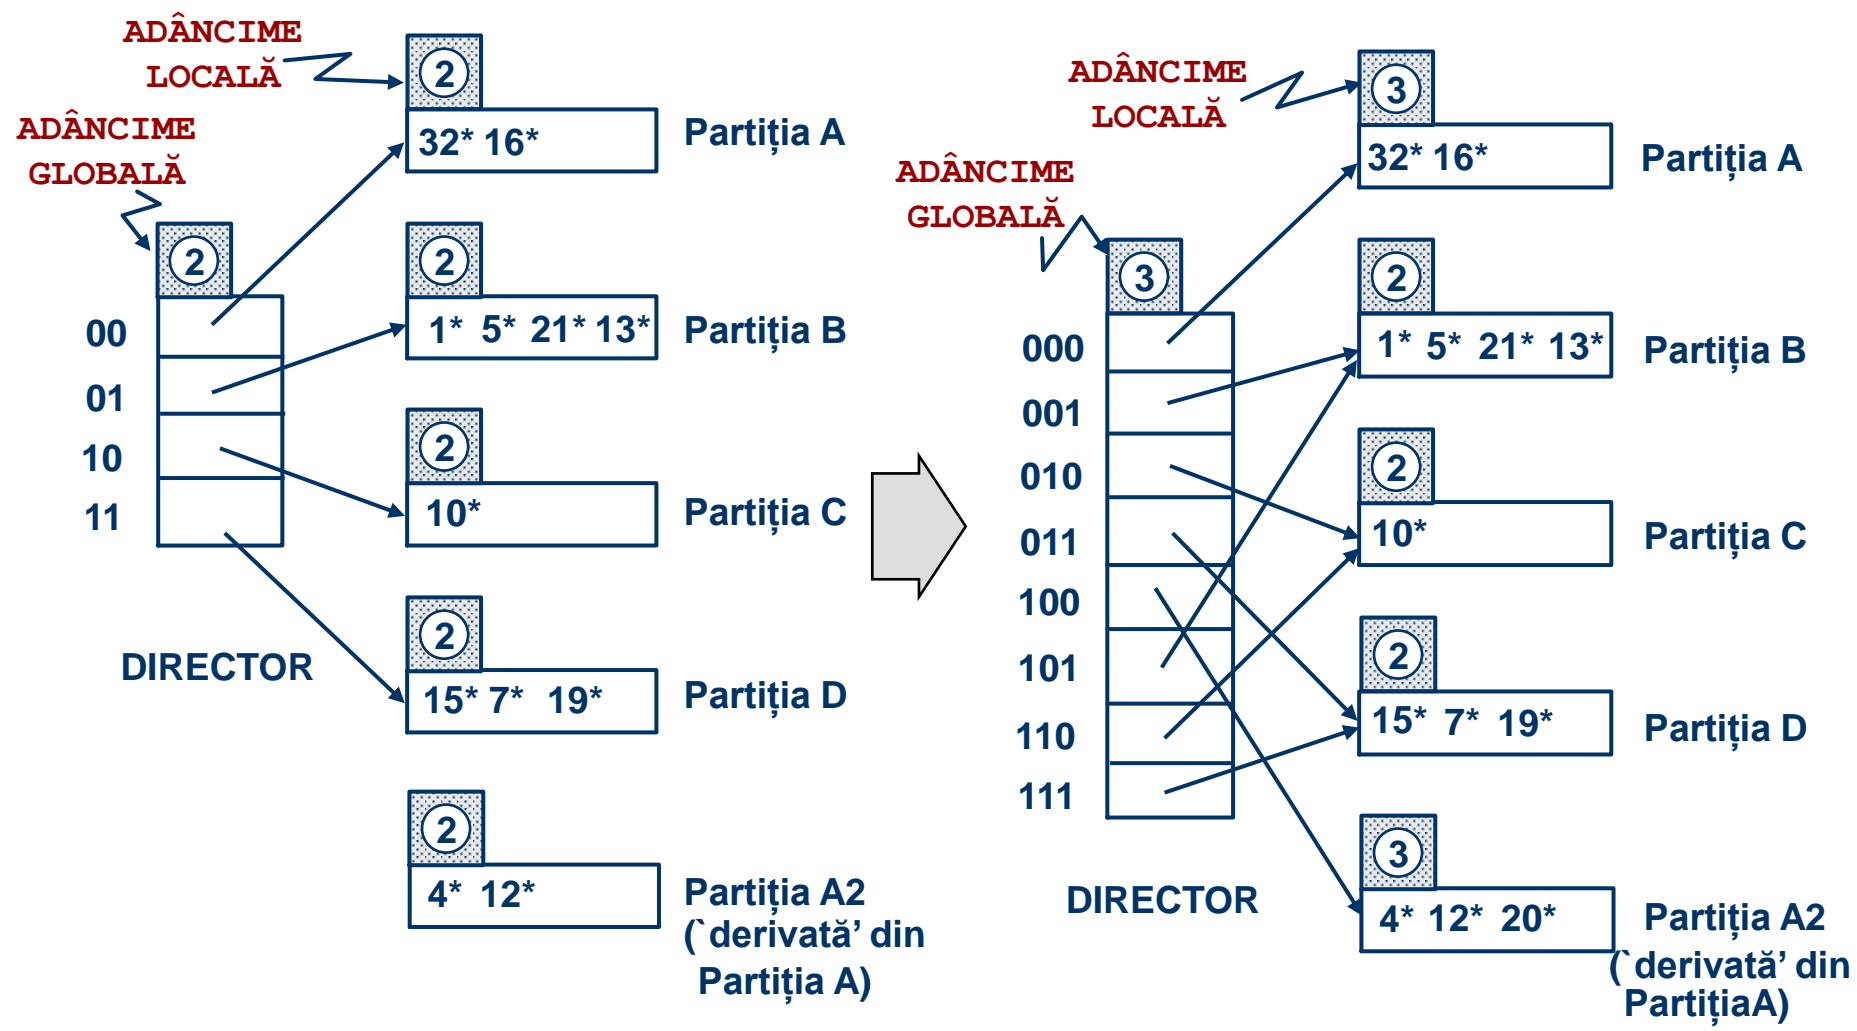 ADÂNCIME
LOCALĂ
2
32* 16*
Partiția A
ADÂNCIME
GLOBALĂ
2
2
00
1* 5* 21* 13*
Partiția B
01
2
10
11
10*
Partiția C
2
DIRECTOR
15* 7* 19*
Partiția D
2
4* 12*
Partiția A2
(`derivată’ din
Partiția A)
ADÂNCIME
LOCALĂ
3
32* 16*
Partiția A
ADÂNCIME
GLOBALĂ
3
2
000
1* 5* 21* 13*
Partiția B
001
2
010
011
10*
Partiția C
100
2
101
15* 7* 19*
Partiția D
110
111
3
DIRECTOR
4* 12* 20*
Partiția A2
(`derivată’ din
PartițiaA)